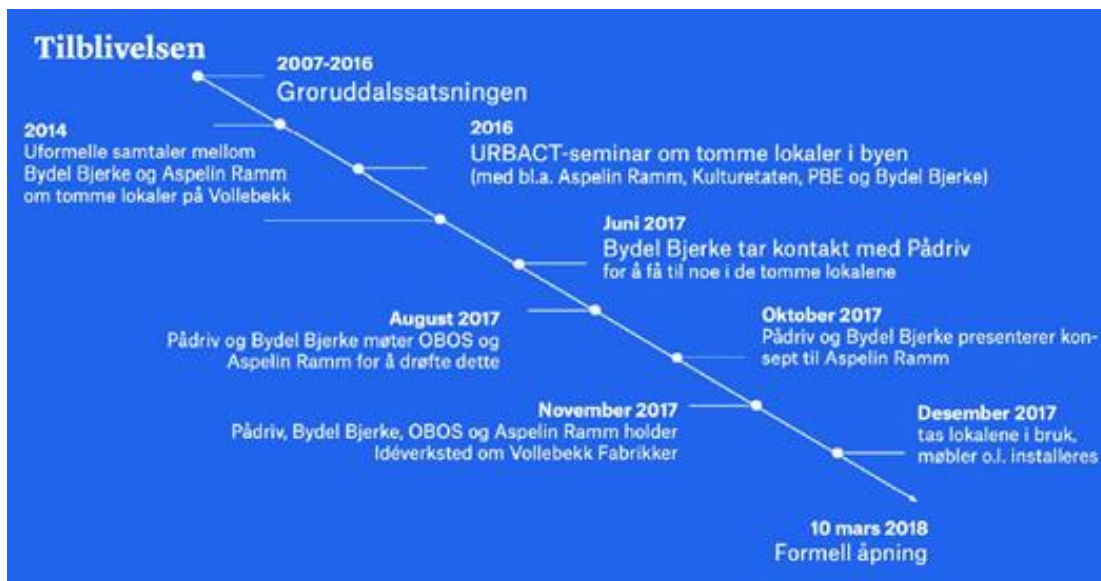 Tilblivelsen
2007-2016
Groruddalssatsningen
2014
Uformelle samtaler mellom
Bydel Bjerke og Aspelin Ramm
om tomme lokaler på Vollebekk
2016
URBACT-seminar om tomme lokaler i byen
(med bl.a. Aspelin Ramm, Kulturetaten, PBE og Bydel Bjerke)
Juni 2017
Bydel Bjerke tar kontakt med Pådriv
for å få til noe i de tomme lokalene
August 2017
Pådriv og Bydel Bjerke møter OBOS og
Aspelin Ramm for å drøfte dette
Oktober 2017
Pådriv og Bydel Bjerke presenterer kon-
sept til Aspelin Ramm
November 2017
Pådriv, Bydel Bjerke, OBOS og Aspelin Ramm holder
Idéverksted om Vollebekk Fabrikker
Desember 2017
tas lokalene i bruk,
møbler o.l. installeres
10 mars 2018
Formell åpning